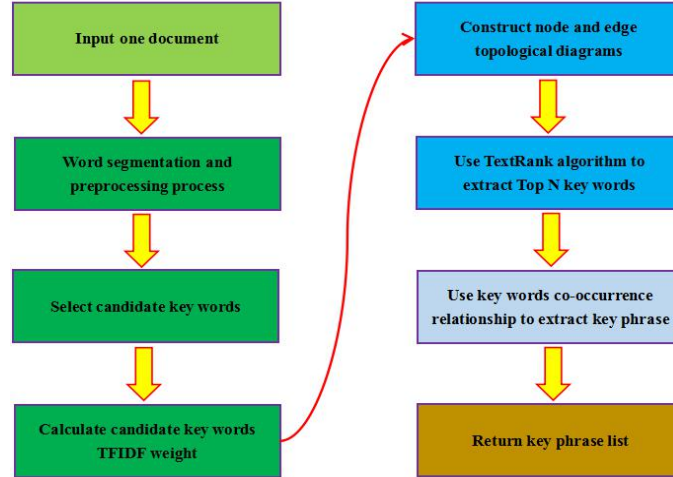 Input one document
Word segmentation and
preprocessing process
Select candidate key words
Calculate candidate key words
TFIDF weight
Construct node and edge
topological diagrams
Use TextRank algorithm to
extract Top N key words
Use key words co-occurrence
relationship to extract key phrase
Return key phrase list